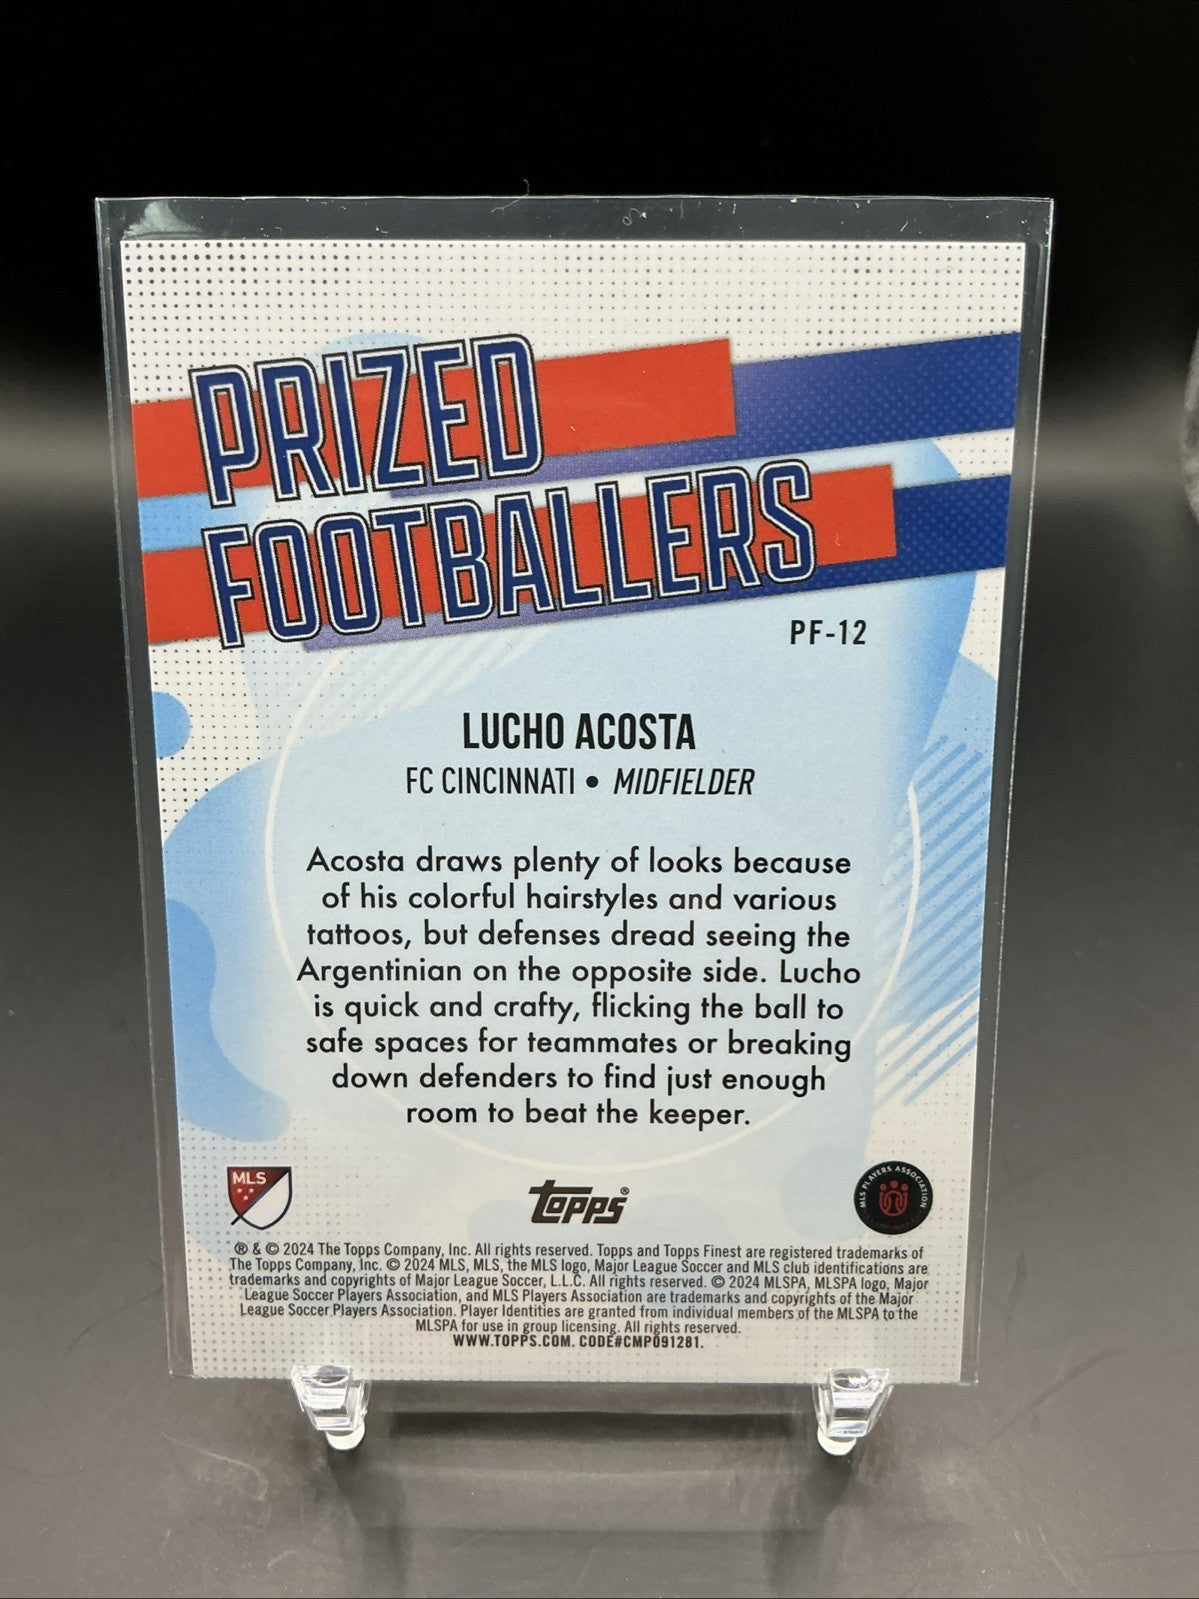 PRIZED
FOOTBALLERS
PF-12
LUCHO ACOSTA
FC CINCINNATI • MIDFIELDER
Acosta draws plenty of looks because
of his colorful hairstyles and various
tattoos, but defenses dread seeing the
Argentinian on the opposite side. Lucho
is quick and crafty, flicking the ball to
safe spaces for teammates or breaking
down defenders to find just enough
room to beat the keeper.
MLS
Topps®
MLS PLAYERS ASSOCIATION
® & © 2024 The Topps Company, Inc. All rights reserved. Topps and Topps Finest are registered trademarks of
The Topps Company, Inc. © 2024 MLS, MLS, the MLS logo, Major League Soccer and MLS club identifications are
trademarks and copyrights of Major League Soccer, L.L.C. All rights reserved. © 2024 MLSPA, MLSPA logo, Major
League Soccer Players Association, and MLS Players Association are trademarks and copyrights of the Major
League Soccer Players Association. Player Identities are granted from individual members of the MLSPA to the
MLSPA for use in group licensing. All rights reserved.
WWW.TOPPS.COM. CODE#CMP091281.